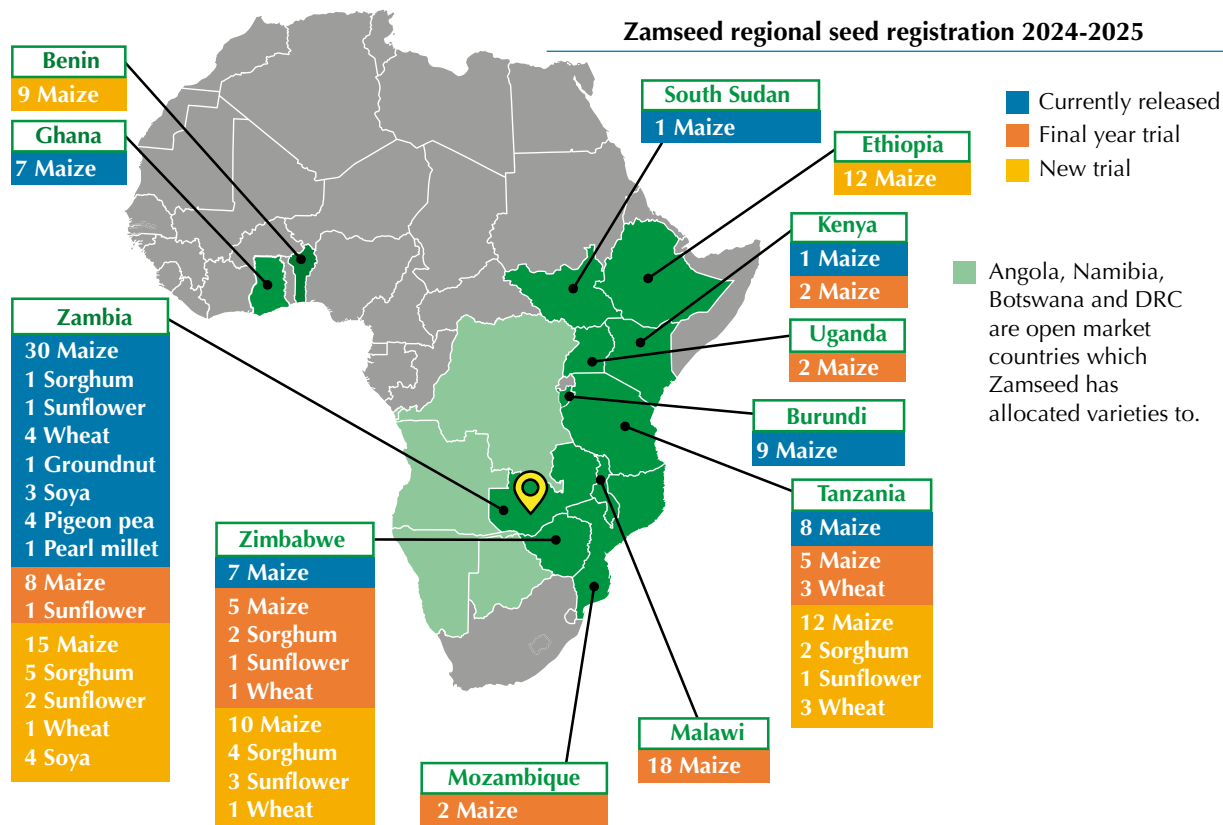 Zamseed regional seed registration 2024-2025
Benin
9 Maize
Ghana
7 Maize
South Sudan
1 Maize
Ethiopia
12 Maize
Currently released
Final year trial
New trial
Kenya
1 Maize
2 Maize
Uganda
2 Maize
Burundi
9 Maize
Angola, Namibia,
Botswana and DRC
are open market
countries which
Zamseed has
allocated varieties to.
Zambia
30 Maize
1 Sorghum
1 Sunflower
4 Wheat
1 Groundnut
3 Soya
4 Pigeon pea
1 Pearl millet
8 Maize
1 Sunflower
15 Maize
5 Sorghum
2 Sunflower
1 Wheat
4 Soya
Zimbabwe
7 Maize
5 Maize
2 Sorghum
1 Sunflower
1 Wheat
10 Maize
4 Sorghum
3 Sunflower
1 Wheat
Mozambique
2 Maize
Malawi
18 Maize
Tanzania
8 Maize
5 Maize
3 Wheat
12 Maize
2 Sorghum
1 Sunflower
3 Wheat